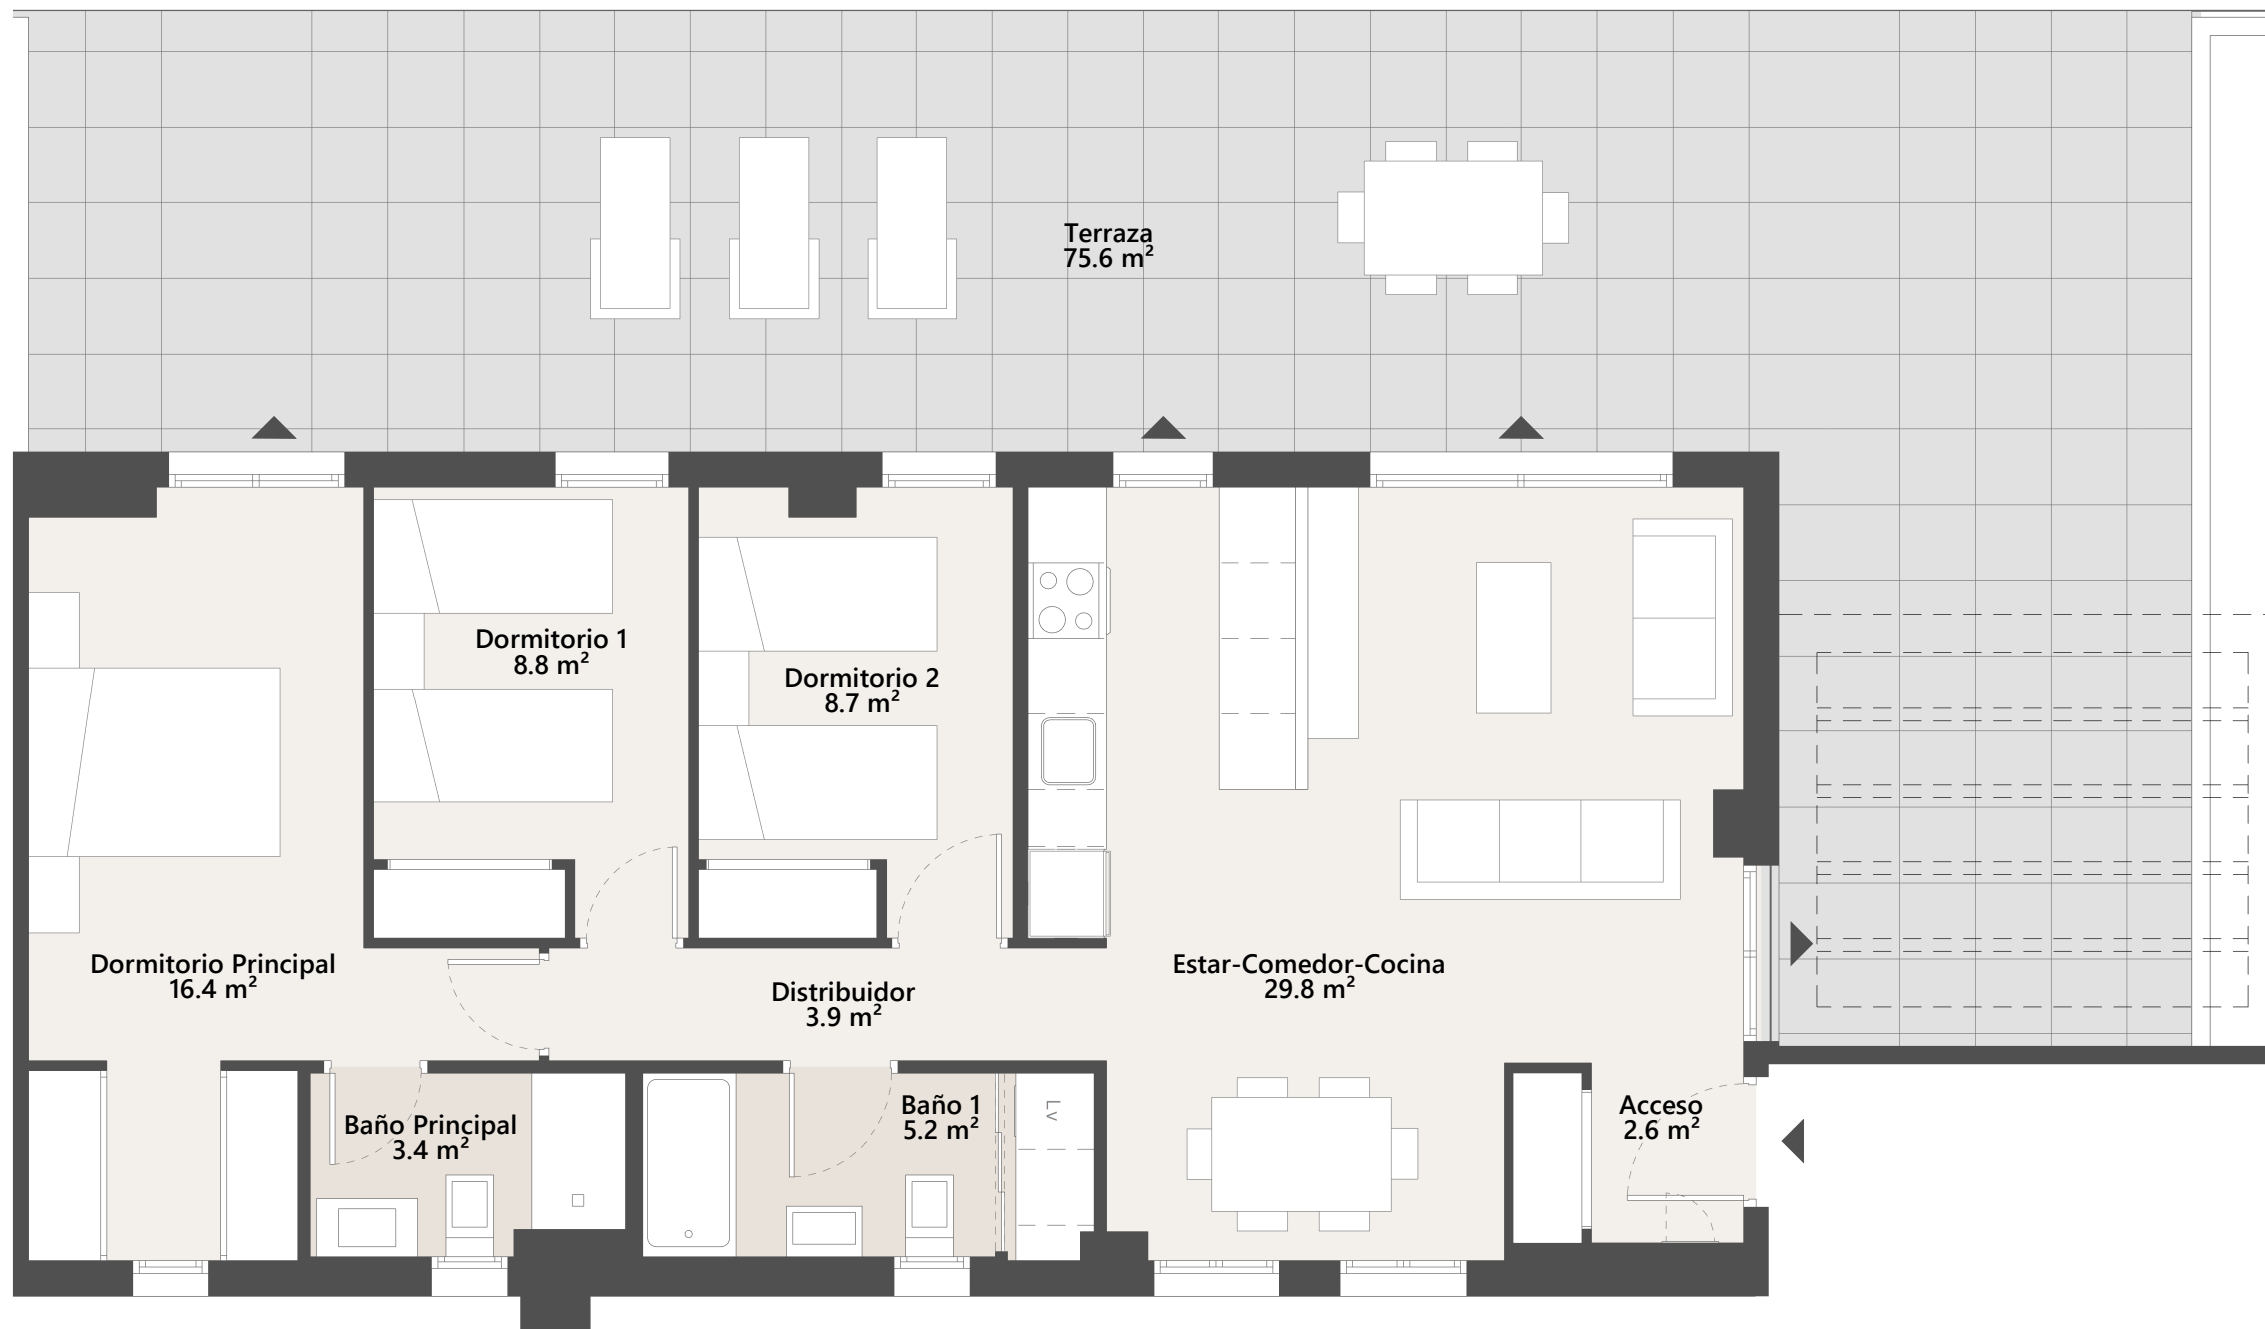 Terraza
75.6 m²
Dormitorio 1
8.8 m²
Dormitorio 2
8.7 m²
Dormitorio Principal
16.4 m²
Distribuidor
3.9 m²
Estar-Comedor-Cocina
29.8 m²
Baño Principal
3.4 m²
Baño 1
5.2 m²
Lv
Acceso
2.6 m²